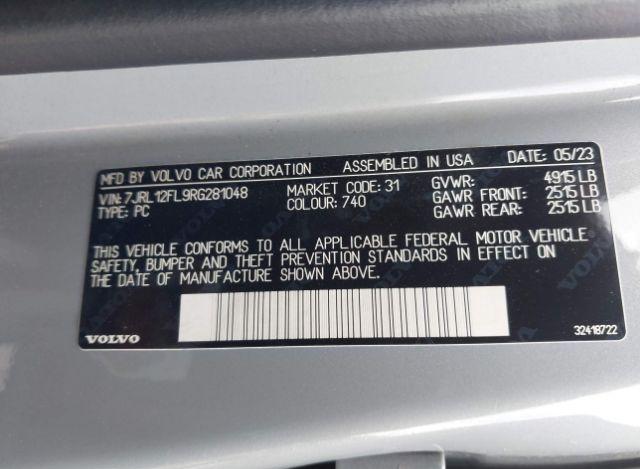 MFD BY VOLVO CAR CORPORATION ASSEMBLED IN USA DATE: 05/23
VIN: 7JRL12FL9RG281048 MARKET CODE: 31 GVWR: 4915 LB
TYPE: PC COLOUR: 740 GAWR FRONT: 2515 LB
GAWR REAR: 2515 LB
THIS VEHICLE CONFORMS TO ALL APPLICABLE FEDERAL MOTOR VEHICLE
SAFETY, BUMPER AND THEFT PREVENTION STANDARDS IN EFFECT ON
THE DATE OF MANUFACTURE SHOWN ABOVE.
VOLVO 32418722